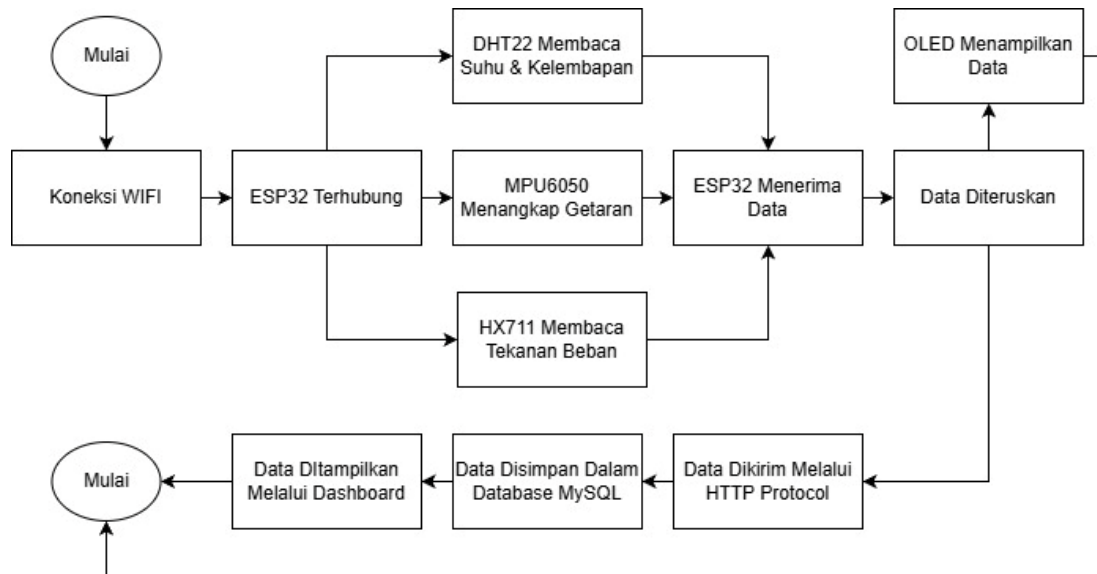 Mulai
DHT22 Membaca
Suhu & Kelembapan
OLED Menampilkan
Data
Koneksi WIFI
ESP32 Terhubung
MPU6050
Menangkap Getaran
ESP32 Menerima
Data
Data Diteruskan
HX711 Membaca
Tekanan Beban
Mulai
Data DItampilkan
Melalui Dashboard
Data Disimpan Dalam
Database MySQL
Data Dikirim Melalui
HTTP Protocol